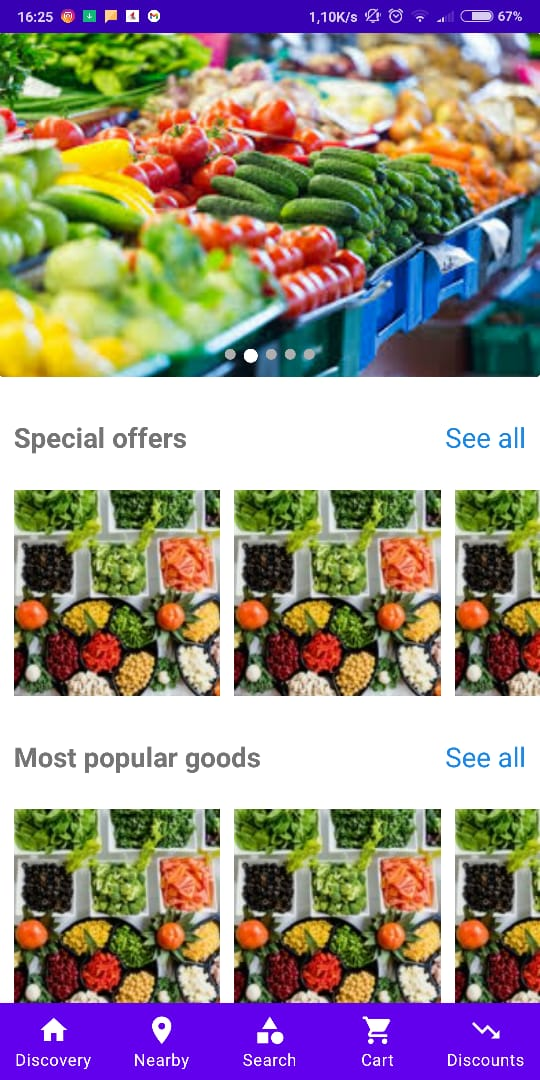 16:25 1,10K/s 67%
Special offers See all
Most popular goods See all
Discovery Nearby Search Cart Discounts